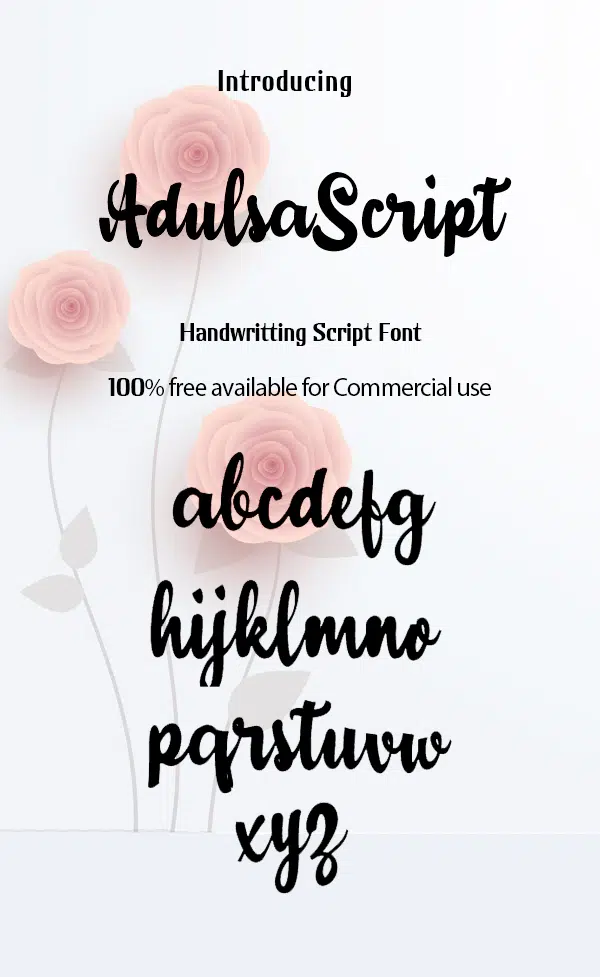 Introducing
AdulsaScript
Handwritting Script Font
100% free available for Commercial use
abcdefg
hijklmno
pqrstuvw
xyz